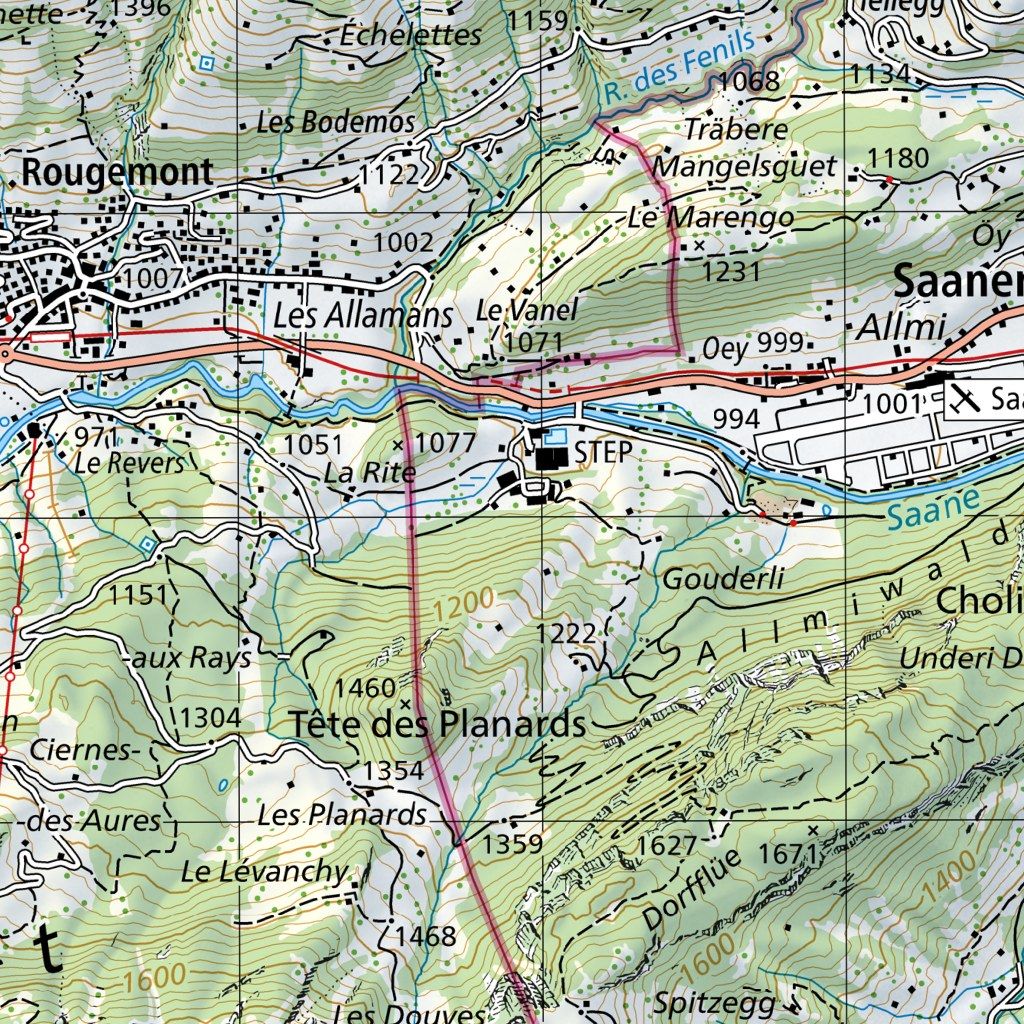 1396
Echelettes
1159
R. des Fenils
1068
1134
Les Bodemos
Träbere
Mangelsguet
1180
Rougemont
1122
Le Marengo
1002
Öy
1007
1231
Les Allamans
Le Vanel
1071
Allmi
Oey 999
994
1001
971
1051
1077
STEP
Le Revers
La Rite
Saane
1200
Gouderli
1151
Allmiwald
1222
aux Rays
Underi
1460
1304
Tête des Planards
Ciernes-
1354
-des Aures
Les Planards
1359
1627
1671
Le Lévanchy
Dorfflüe
1400
1468
t
1600
1600
Spitzegg
Les Douves